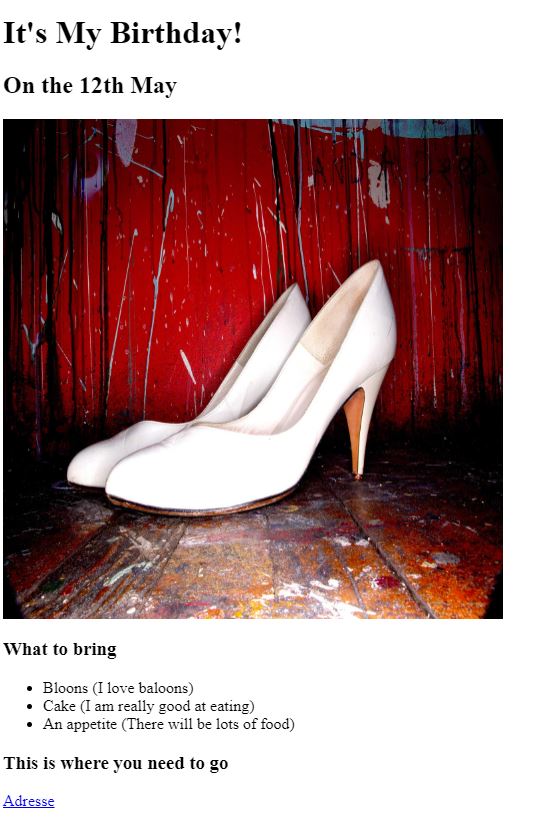 It's My Birthday!
On the 12th May
What to bring
Bloons (I love baloons)
Cake (I am really good at eating)
An appetite (There will be lots of food)
This is where you need to go
Adresse